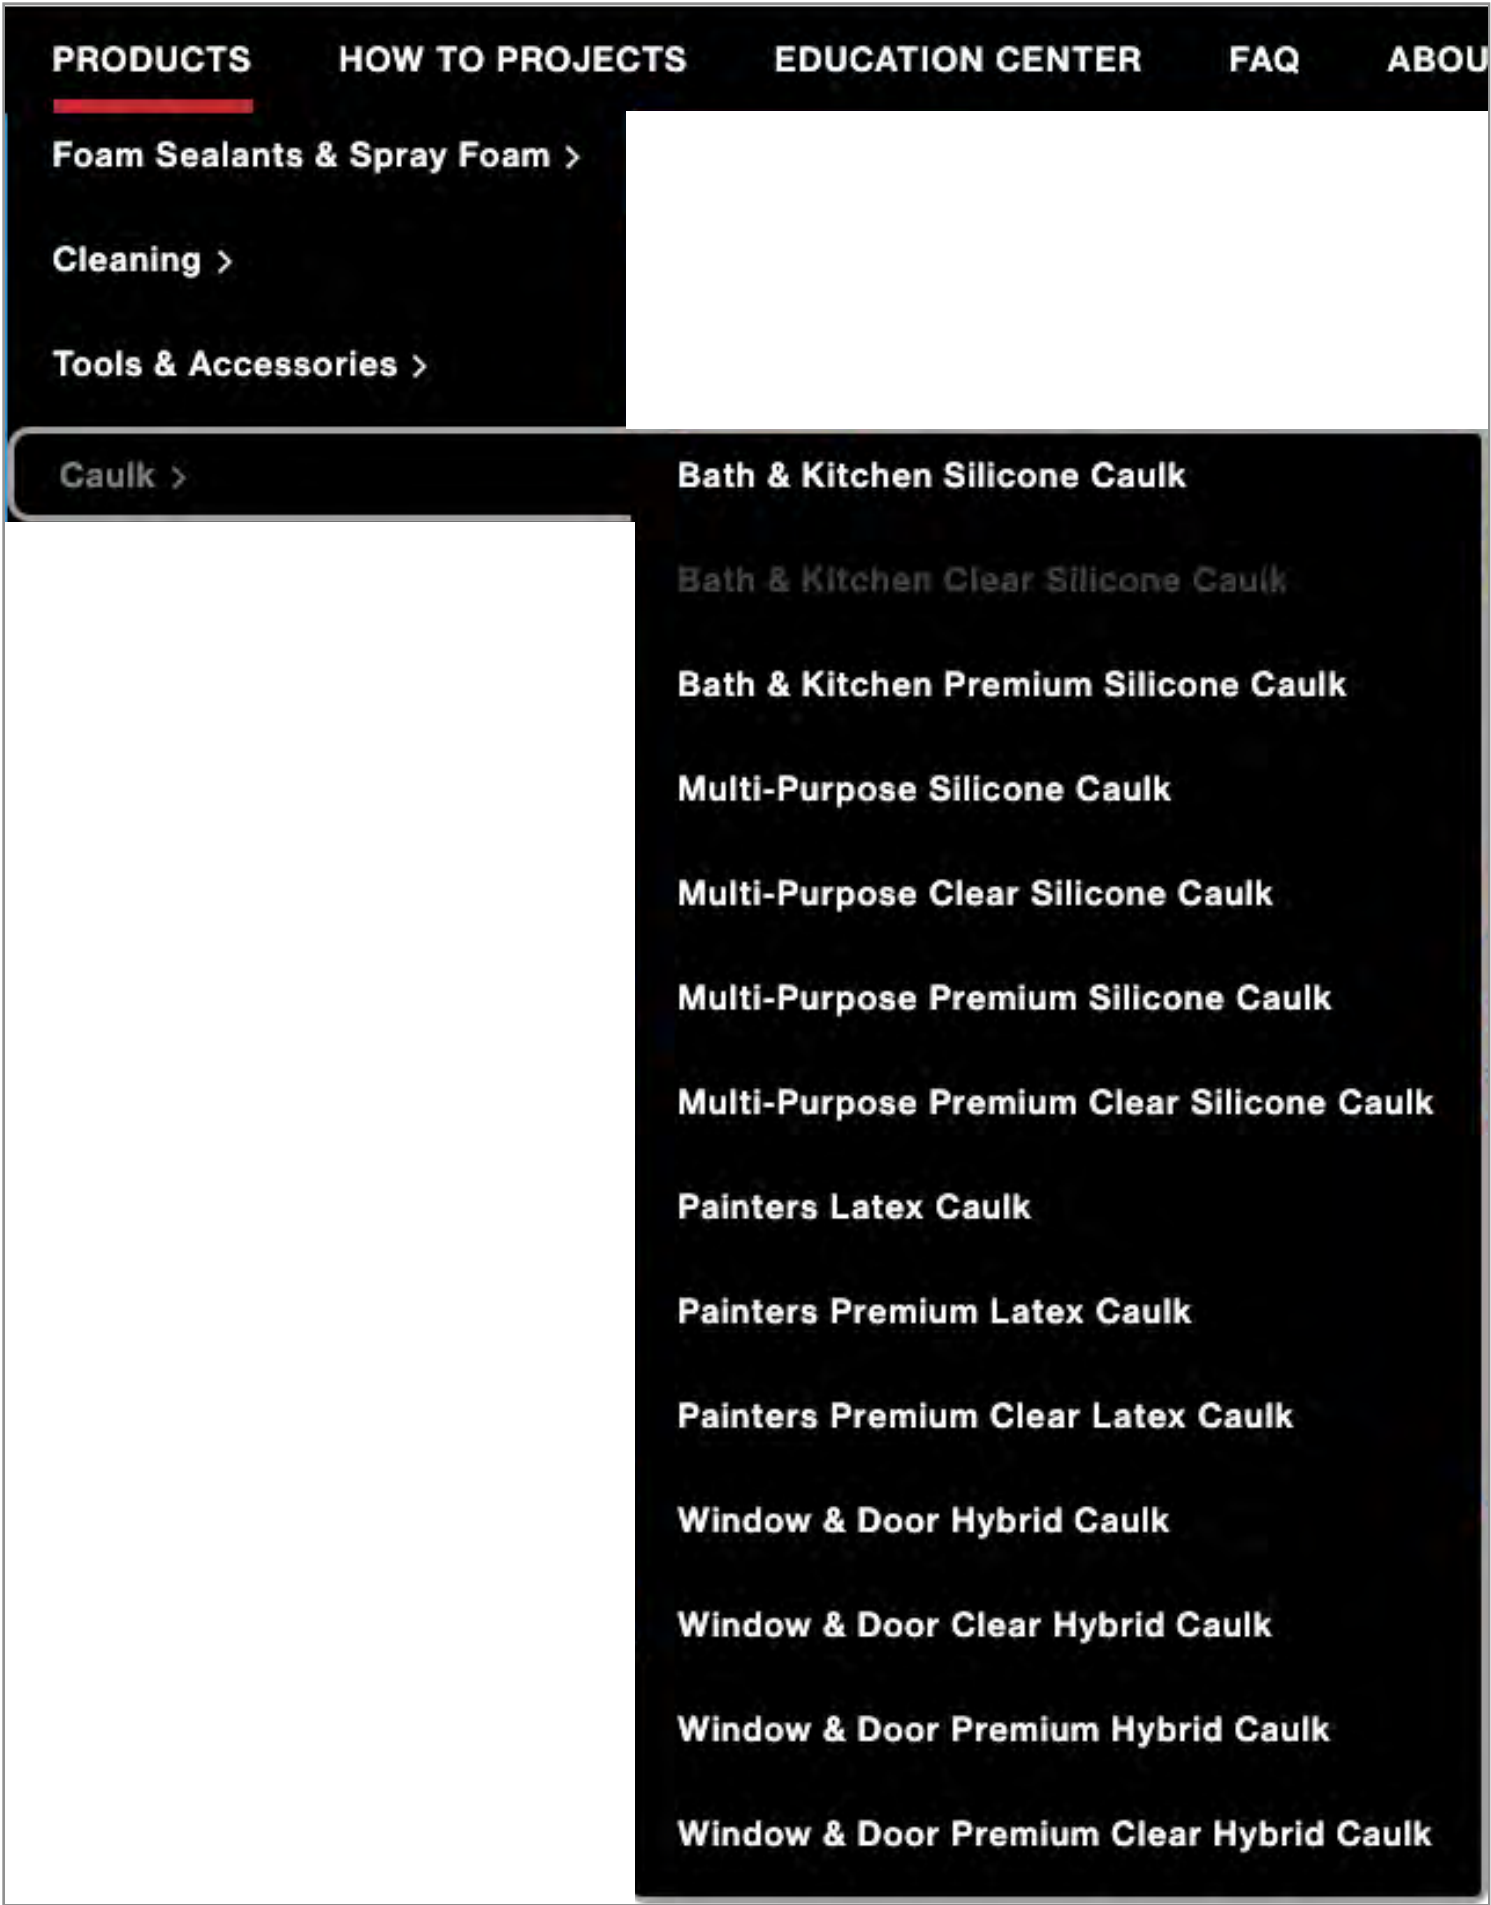 PRODUCTS HOW TO PROJECTS EDUCATION CENTER FAQ ABOU
Foam Sealants & Spray Foam >
Cleaning >
Tools & Accessories >
Caulk >
Bath & Kitchen Silicone Caulk
Bath & Kitchen Clear Silicone Caulk
Bath & Kitchen Premium Silicone Caulk
Multi-Purpose Silicone Caulk
Multi-Purpose Clear Silicone Caulk
Multi-Purpose Premium Silicone Caulk
Multi-Purpose Premium Clear Silicone Caulk
Painters Latex Caulk
Painters Premium Latex Caulk
Painters Premium Clear Latex Caulk
Window & Door Hybrid Caulk
Window & Door Clear Hybrid Caulk
Window & Door Premium Hybrid Caulk
Window & Door Premium Clear Hybrid Caulk